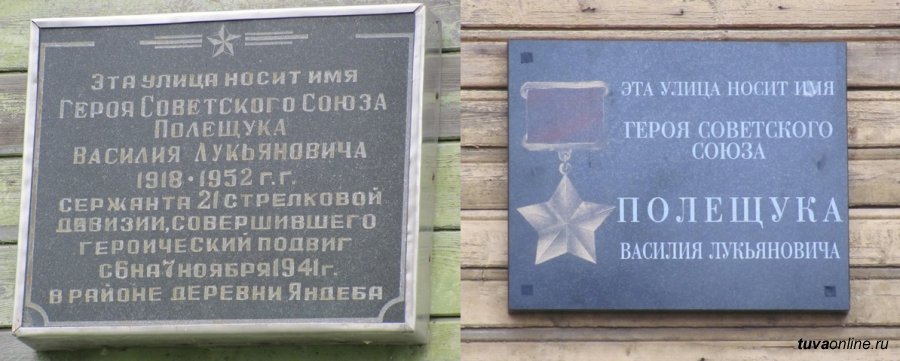 Эта улица носит имя
Героя Советского Союза
Полещука
Василия Лукьяновича
1918 - 1952 г.г.
сержанта 21 стрелковой
дивизии, совершившего
героический подвиг
с 6 на 7 ноября 1941 г.
в районе деревни Яндеба
ЭТА УЛИЦА НОСИТ ИМЯ
ГЕРОЯ СОВЕТСКОГО
СОЮЗА
ПОЛЕЩУКА
ВАСИЛИЯ ЛУКЬЯНОВИЧА
tuvaonline.ru